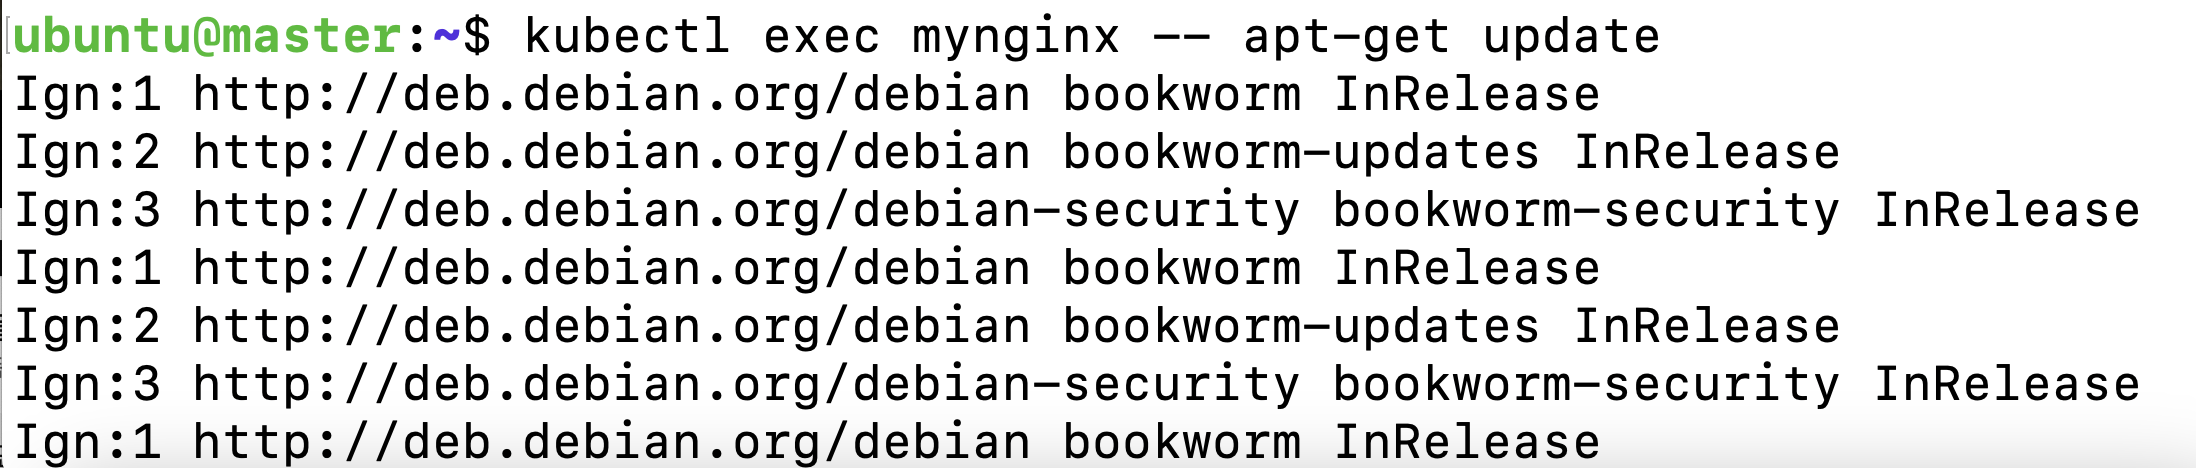 ubuntu@master:~$ kubectl exec mynginx -- apt-get update
Ign:1 http://deb.debian.org/debian bookworm InRelease
Ign:2 http://deb.debian.org/debian bookworm-updates InRelease
Ign:3 http://deb.debian.org/debian-security bookworm-security InRelease
Ign:1 http://deb.debian.org/debian bookworm InRelease
Ign:2 http://deb.debian.org/debian bookworm-updates InRelease
Ign:3 http://deb.debian.org/debian-security bookworm-security InRelease
Ign:1 http://deb.debian.org/debian bookworm InRelease